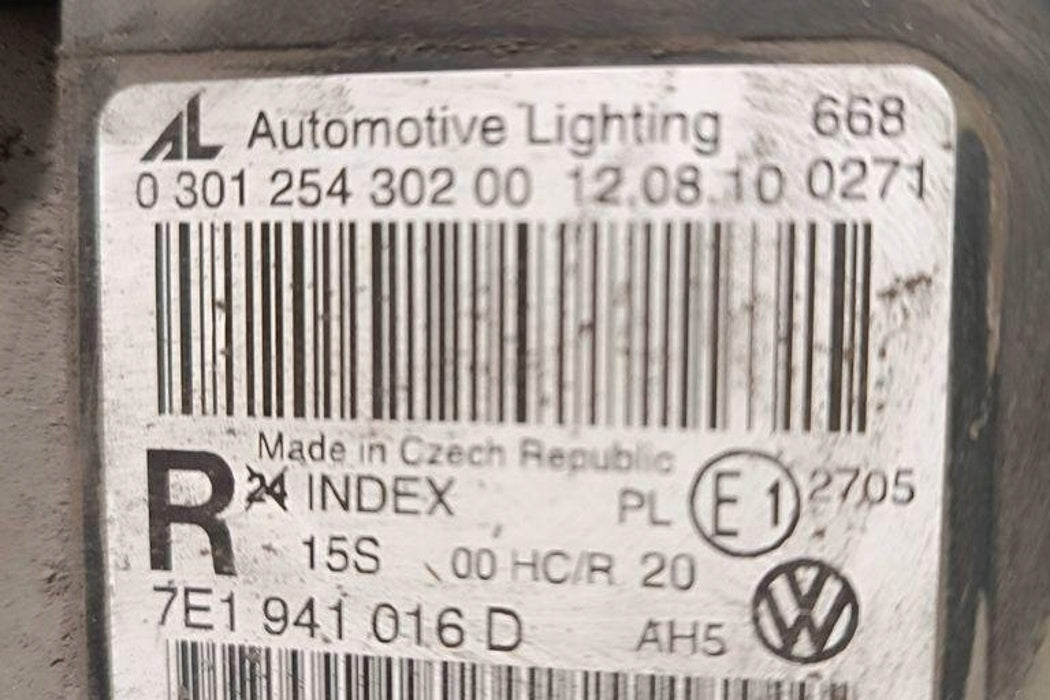 AL Automotive Lighting 668
0 301 254 302 00 12.08.10 0271
Made in Czech Republic
R 24 INDEX PL E1 2705
15S 00 HC/R 20
7E1 941 016 D AH5 VW